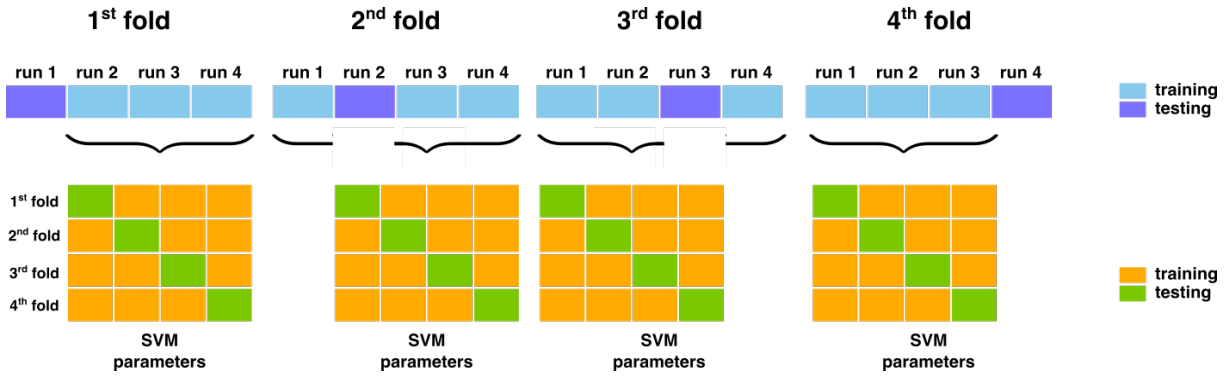 1st fold 2nd fold 3rd fold 4th fold
run 1 run 2 run 3 run 4 run 1 run 2 run 3 run 4 run 1 run 2 run 3 run 4 run 1 run 2 run 3 run 4
training
testing
1st fold
2nd fold
3rd fold
4th fold
training
testing
SVM SVM SVM SVM
parameters parameters parameters parameters